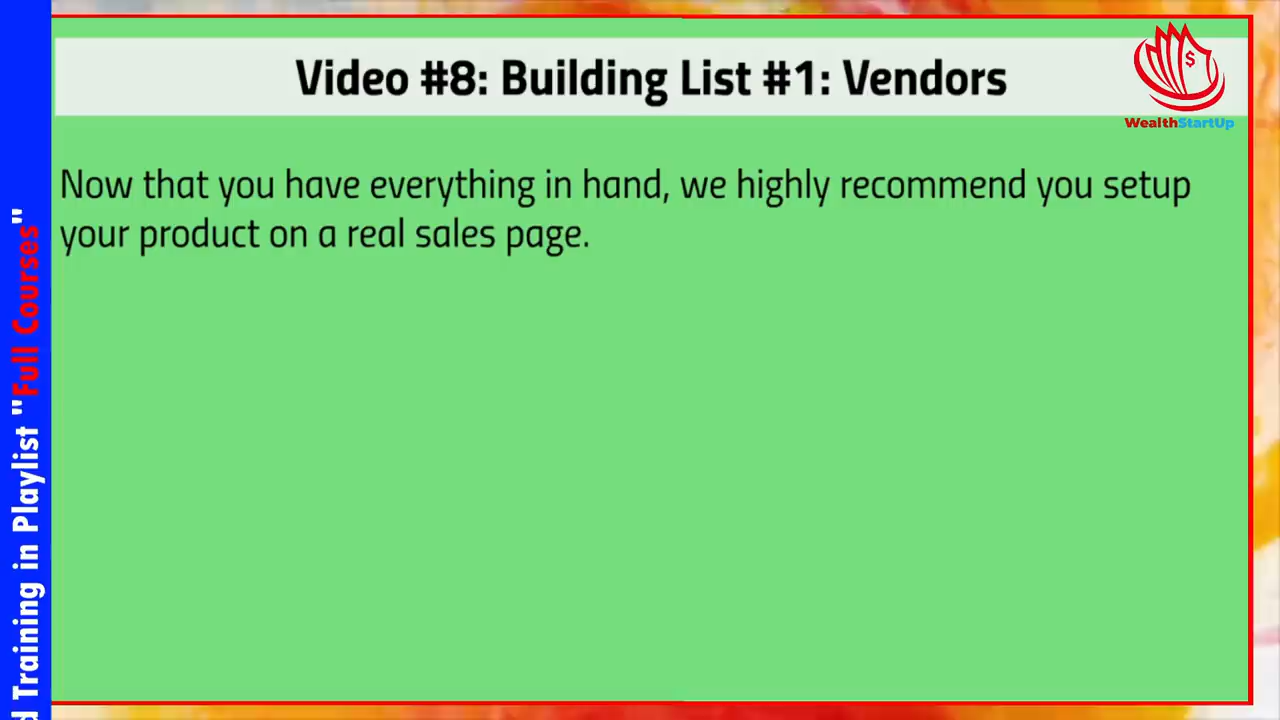 Video #8: Building List #1: Vendors
WealthStartUp
Now that you have everything in hand, we highly recommend you setup
your product on a real sales page.
Training in Playlist "Full Courses"